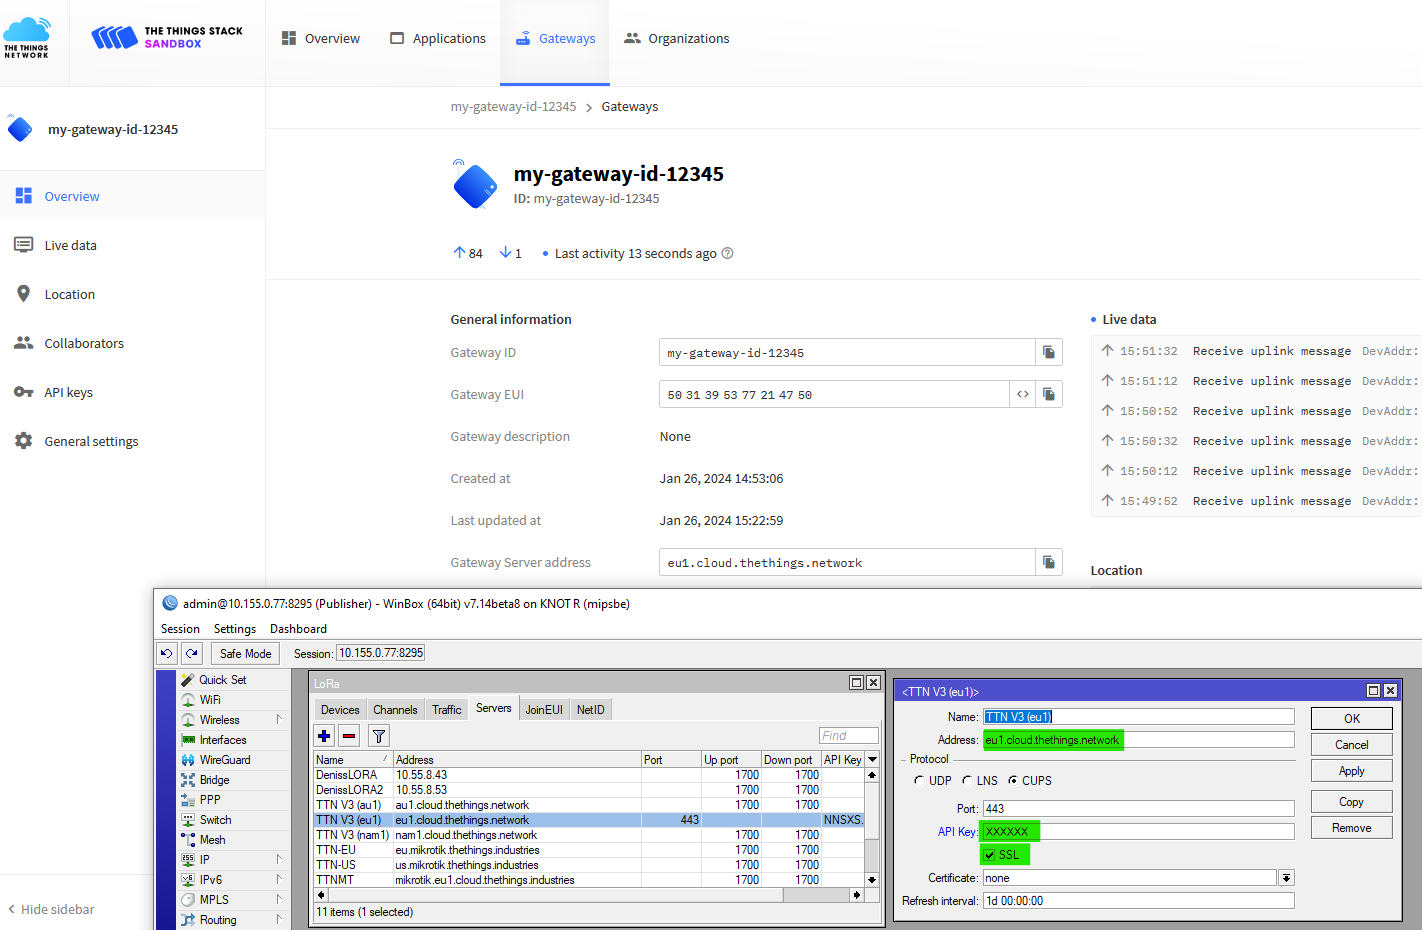 THE THINGS
NETWORK
THE THINGS STACK
SANDBOX
Overview
Applications
Gateways
Organizations
my-gateway-id-12345
Overview
Live data
Location
Collaborators
API keys
General settings
Hide sidebar
my-gateway-id-12345 > Gateways
my-gateway-id-12345
ID: my-gateway-id-12345
84 1 Last activity 13 seconds ago
General information
Gateway ID my-gateway-id-12345
Gateway EUI 50 31 39 53 77 21 47 50
Gateway description None
Created at Jan 26, 2024 14:53:06
Last updated at Jan 26, 2024 15:22:59
Gateway Server address eu1.cloud.thethings.network
Live data
15:51:32 Receive uplink message DevAddr:
15:51:12 Receive uplink message DevAddr:
15:50:52 Receive uplink message DevAddr:
15:50:32 Receive uplink message DevAddr:
15:50:12 Receive uplink message DevAddr:
15:49:52 Receive uplink message DevAddr:
Location
admin@10.155.0.77:8295 (Publisher) - WinBox (64bit) v7.14beta8 on KNOT R (mipsbe)
Session Settings Dashboard
Safe Mode Session: 10.155.0.77:8295
Quick Set
WiFi
Wireless
Interfaces
WireGuard
Bridge
PPP
Switch
Mesh
IP
IPv6
MPLS
Routing
LoRa
Devices Channels Traffic Servers JoinEUI NetID
Find
Name Address Port Up port Down port API Key
DenissLORA 10.55.8.43 1700 1700
DenissLORA2 10.55.8.53 1700 1700
TTN V3 (au1) au1.cloud.thethings.network 1700 1700
TTN V3 (eu1) eu1.cloud.thethings.network 443 NNSXS.
TTN V3 (nam1) nam1.cloud.thethings.network 1700 1700
TTN-EU eu.mikrotik.thethings.industries 1700 1700
TTN-US us.mikrotik.thethings.industries 1700 1700
TTNMT mikrotik.eu1.cloud.thethings.industries 1700 1700
11 items (1 selected)
<TTN V3 (eu1)>
Name: TTN V3 (eu1)
Address: eu1.cloud.thethings.network
Protocol
UDP LNS CUPS
Port: 443
API Key: XXXXXX
SSL
Certificate: none
Refresh interval: 1d 00:00:00
OK
Cancel
Apply
Copy
Remove